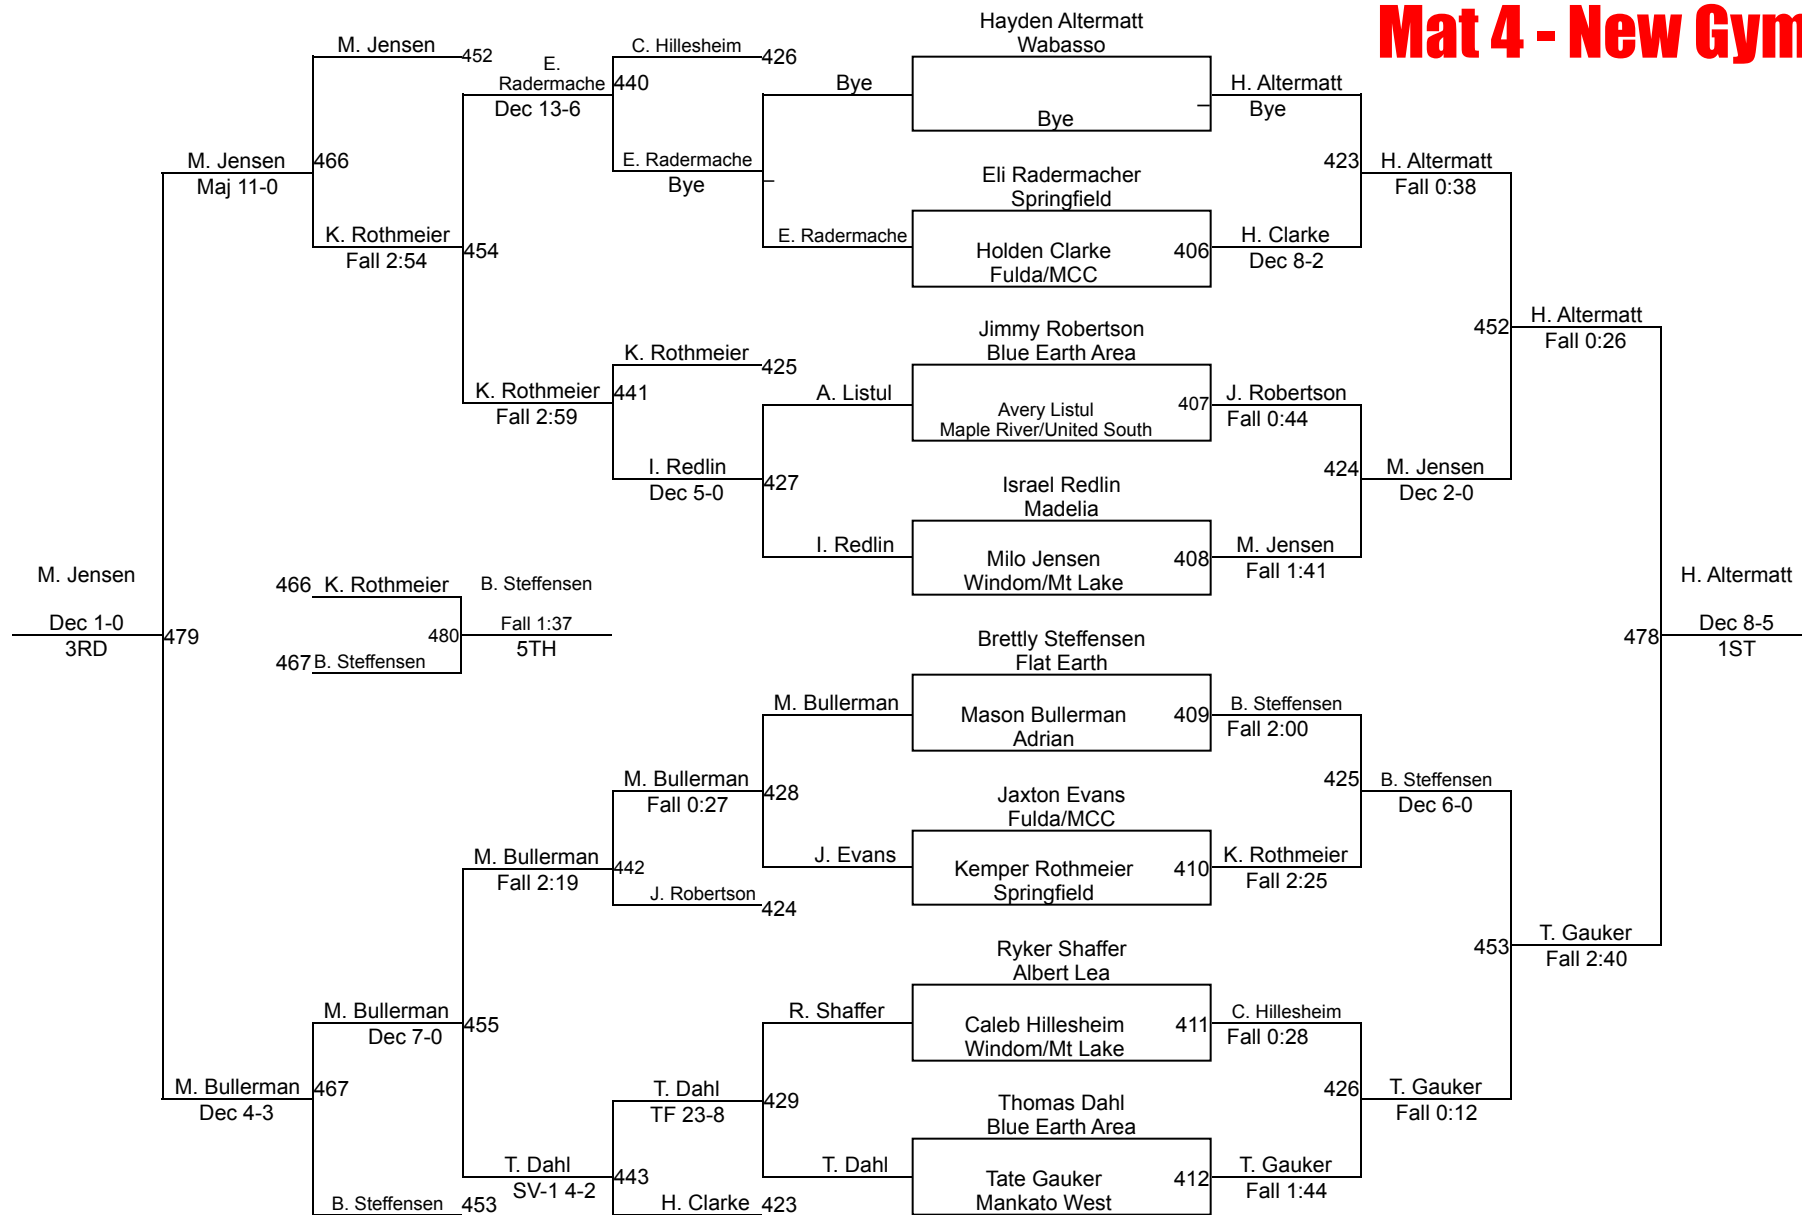 Mat 4 - New Gym
Hayden Altermatt
Wabasso
M. Jensen
452
E.
Radermache
440
Dec 13-6
C. Hillesheim
426
Bye
Bye
H. Altermatt
Bye
M. Jensen
466
Maj 11-0
E. Radermache
Bye
Eli Radermacher
Springfield
423
H. Altermatt
Fall 0:38
K. Rothmeier
Fall 2:54
454
E. Radermache
Holden Clarke
406
Fulda/MCC
H. Clarke
Dec 8-2
Jimmy Robertson
Blue Earth Area
452
H. Altermatt
Fall 0:26
K. Rothmeier
425
K. Rothmeier
441
Fall 2:59
A. Listul
Avery Listul
407
Maple River/United South
J. Robertson
Fall 0:44
I. Redlin
Dec 5-0
427
Israel Redlin
Madelia
424
M. Jensen
Dec 2-0
I. Redlin
Milo Jensen
408
Windom/Mt Lake
M. Jensen
Fall 1:41
M. Jensen
Dec 1-0
3RD
479
466
K. Rothmeier
B. Steffensen
480
Fall 1:37
5TH
467
B. Steffensen
H. Altermatt
478
Dec 8-5
1ST
Brettly Steffensen
Flat Earth
M. Bullerman
Mason Bullerman
409
Adrian
B. Steffensen
Fall 2:00
M. Bullerman
Fall 0:27
428
Jaxton Evans
Fulda/MCC
425
B. Steffensen
Dec 6-0
M. Bullerman
442
Fall 2:19
J. Evans
Kemper Rothmeier
410
Springfield
K. Rothmeier
Fall 2:25
J. Robertson
424
Ryker Shaffer
Albert Lea
453
T. Gauker
Fall 2:40
M. Bullerman
Dec 7-0
455
R. Shaffer
Caleb Hillesheim
411
Windom/Mt Lake
C. Hillesheim
Fall 0:28
M. Bullerman
467
Dec 4-3
T. Dahl
TF 23-8
429
Thomas Dahl
Blue Earth Area
426
T. Gauker
Fall 0:12
T. Dahl
443
SV-1 4-2
T. Dahl
Tate Gauker
412
Mankato West
T. Gauker
Fall 1:44
B. Steffensen
453
H. Clarke
423